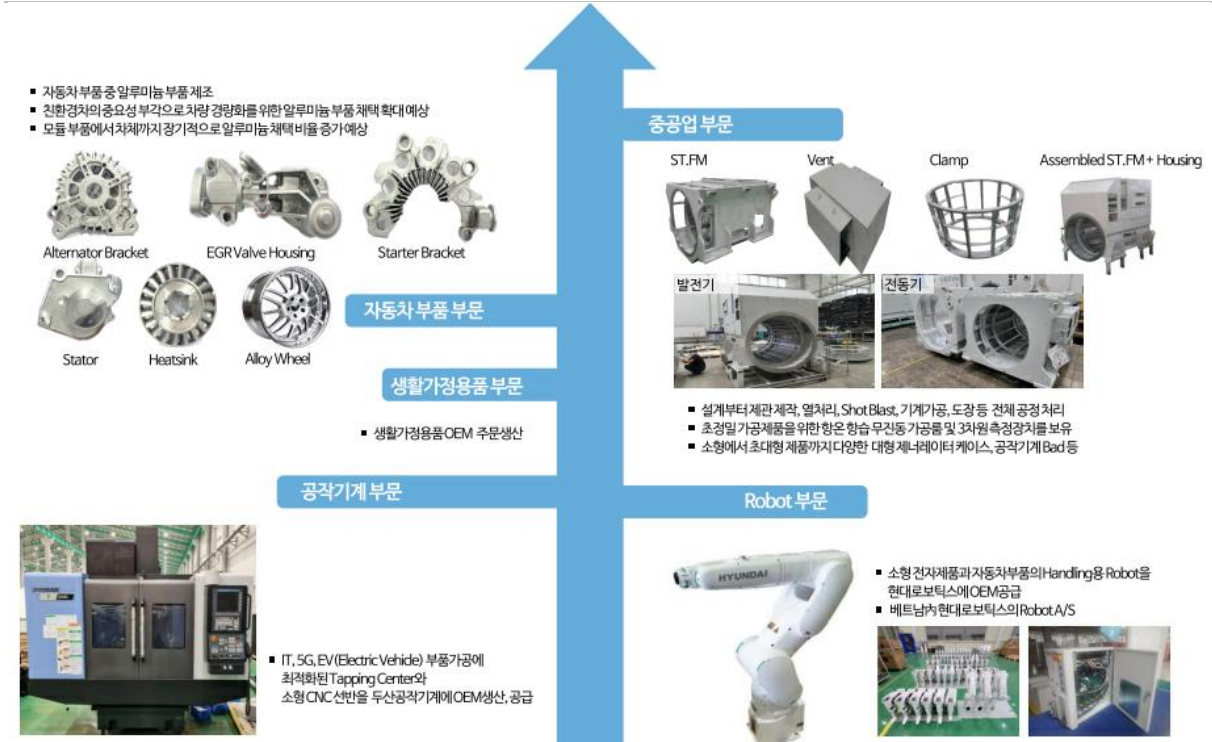 ■ 자동차 부품 중 알루미늄 부품 제조
■ 친환경차의 중요성 부각으로 차량 경량화를 위한 알루미늄 부품 채택 확대 예상
■ 모듈 부품에서 차체까지 장기적으로 알루미늄 채택 비율 증가 예상
Alternator Bracket
EGR Valve Housing
Starter Bracket
Stator
Heatsink
Alloy Wheel
자동차 부품 부문
생활가정용품 부문
■ 생활가정용품 OEM 주문생산
공작기계 부문
■ IT, 5G, EV(Electric Vehicle) 부품가공에
최적화된 Tapping Center와
소형 CNC 선반을 두산공작기계에 OEM생산, 공급
중공업 부문
ST.FM
Vent
Clamp
Assembled ST.FM + Housing
발전기
전동기
■ 설계부터 제관 제작, 열처리, Shot Blast, 기계가공, 도장 등 전체 공정 처리
■ 초정밀 가공제품을 위한 항온 항습 무진동 가공룸 및 3차원 측정장치를 보유
■ 소형에서 초대형 제품까지 다양한 대형 제너레이터 케이스, 공작기계 Bad 등
Robot 부문
HYUNDAI
■ 소형 전자제품과 자동차부품의 Handling용 Robot을
현대로보틱스에 OEM공급
■ 베트남內 현대로보틱스의 Robot A/S